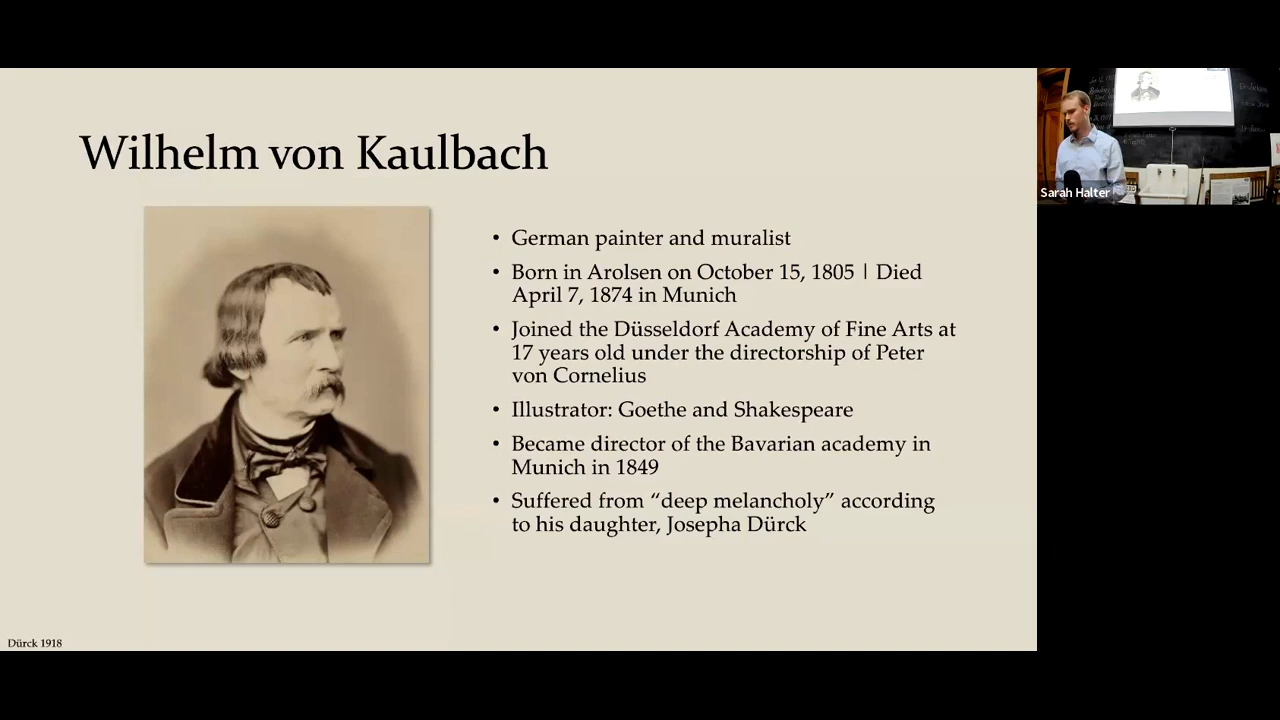 Wilhelm von Kaulbach
• German painter and muralist
• Born in Arolsen on October 15, 1805 | Died
April 7, 1874 in Munich
• Joined the Düsseldorf Academy of Fine Arts at
17 years old under the directorship of Peter
von Cornelius
• Illustrator: Goethe and Shakespeare
• Became director of the Bavarian academy in
Munich in 1849
• Suffered from “deep melancholy” according
to his daughter, Josepha Dürck
Dürck 1918
Sarah Halter